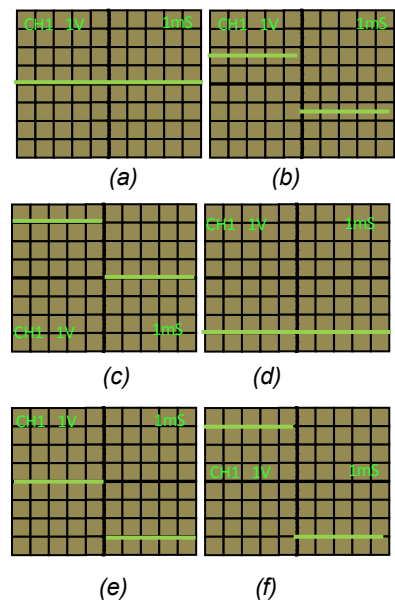 CH1 1V 1mS
CH1 1V 1mS
(a)
(b)
CH1 1V 1mS
CH1 1V 1mS
(c)
(d)
CH1 1V 1mS
CH1 1V 1mS
(e)
(f)